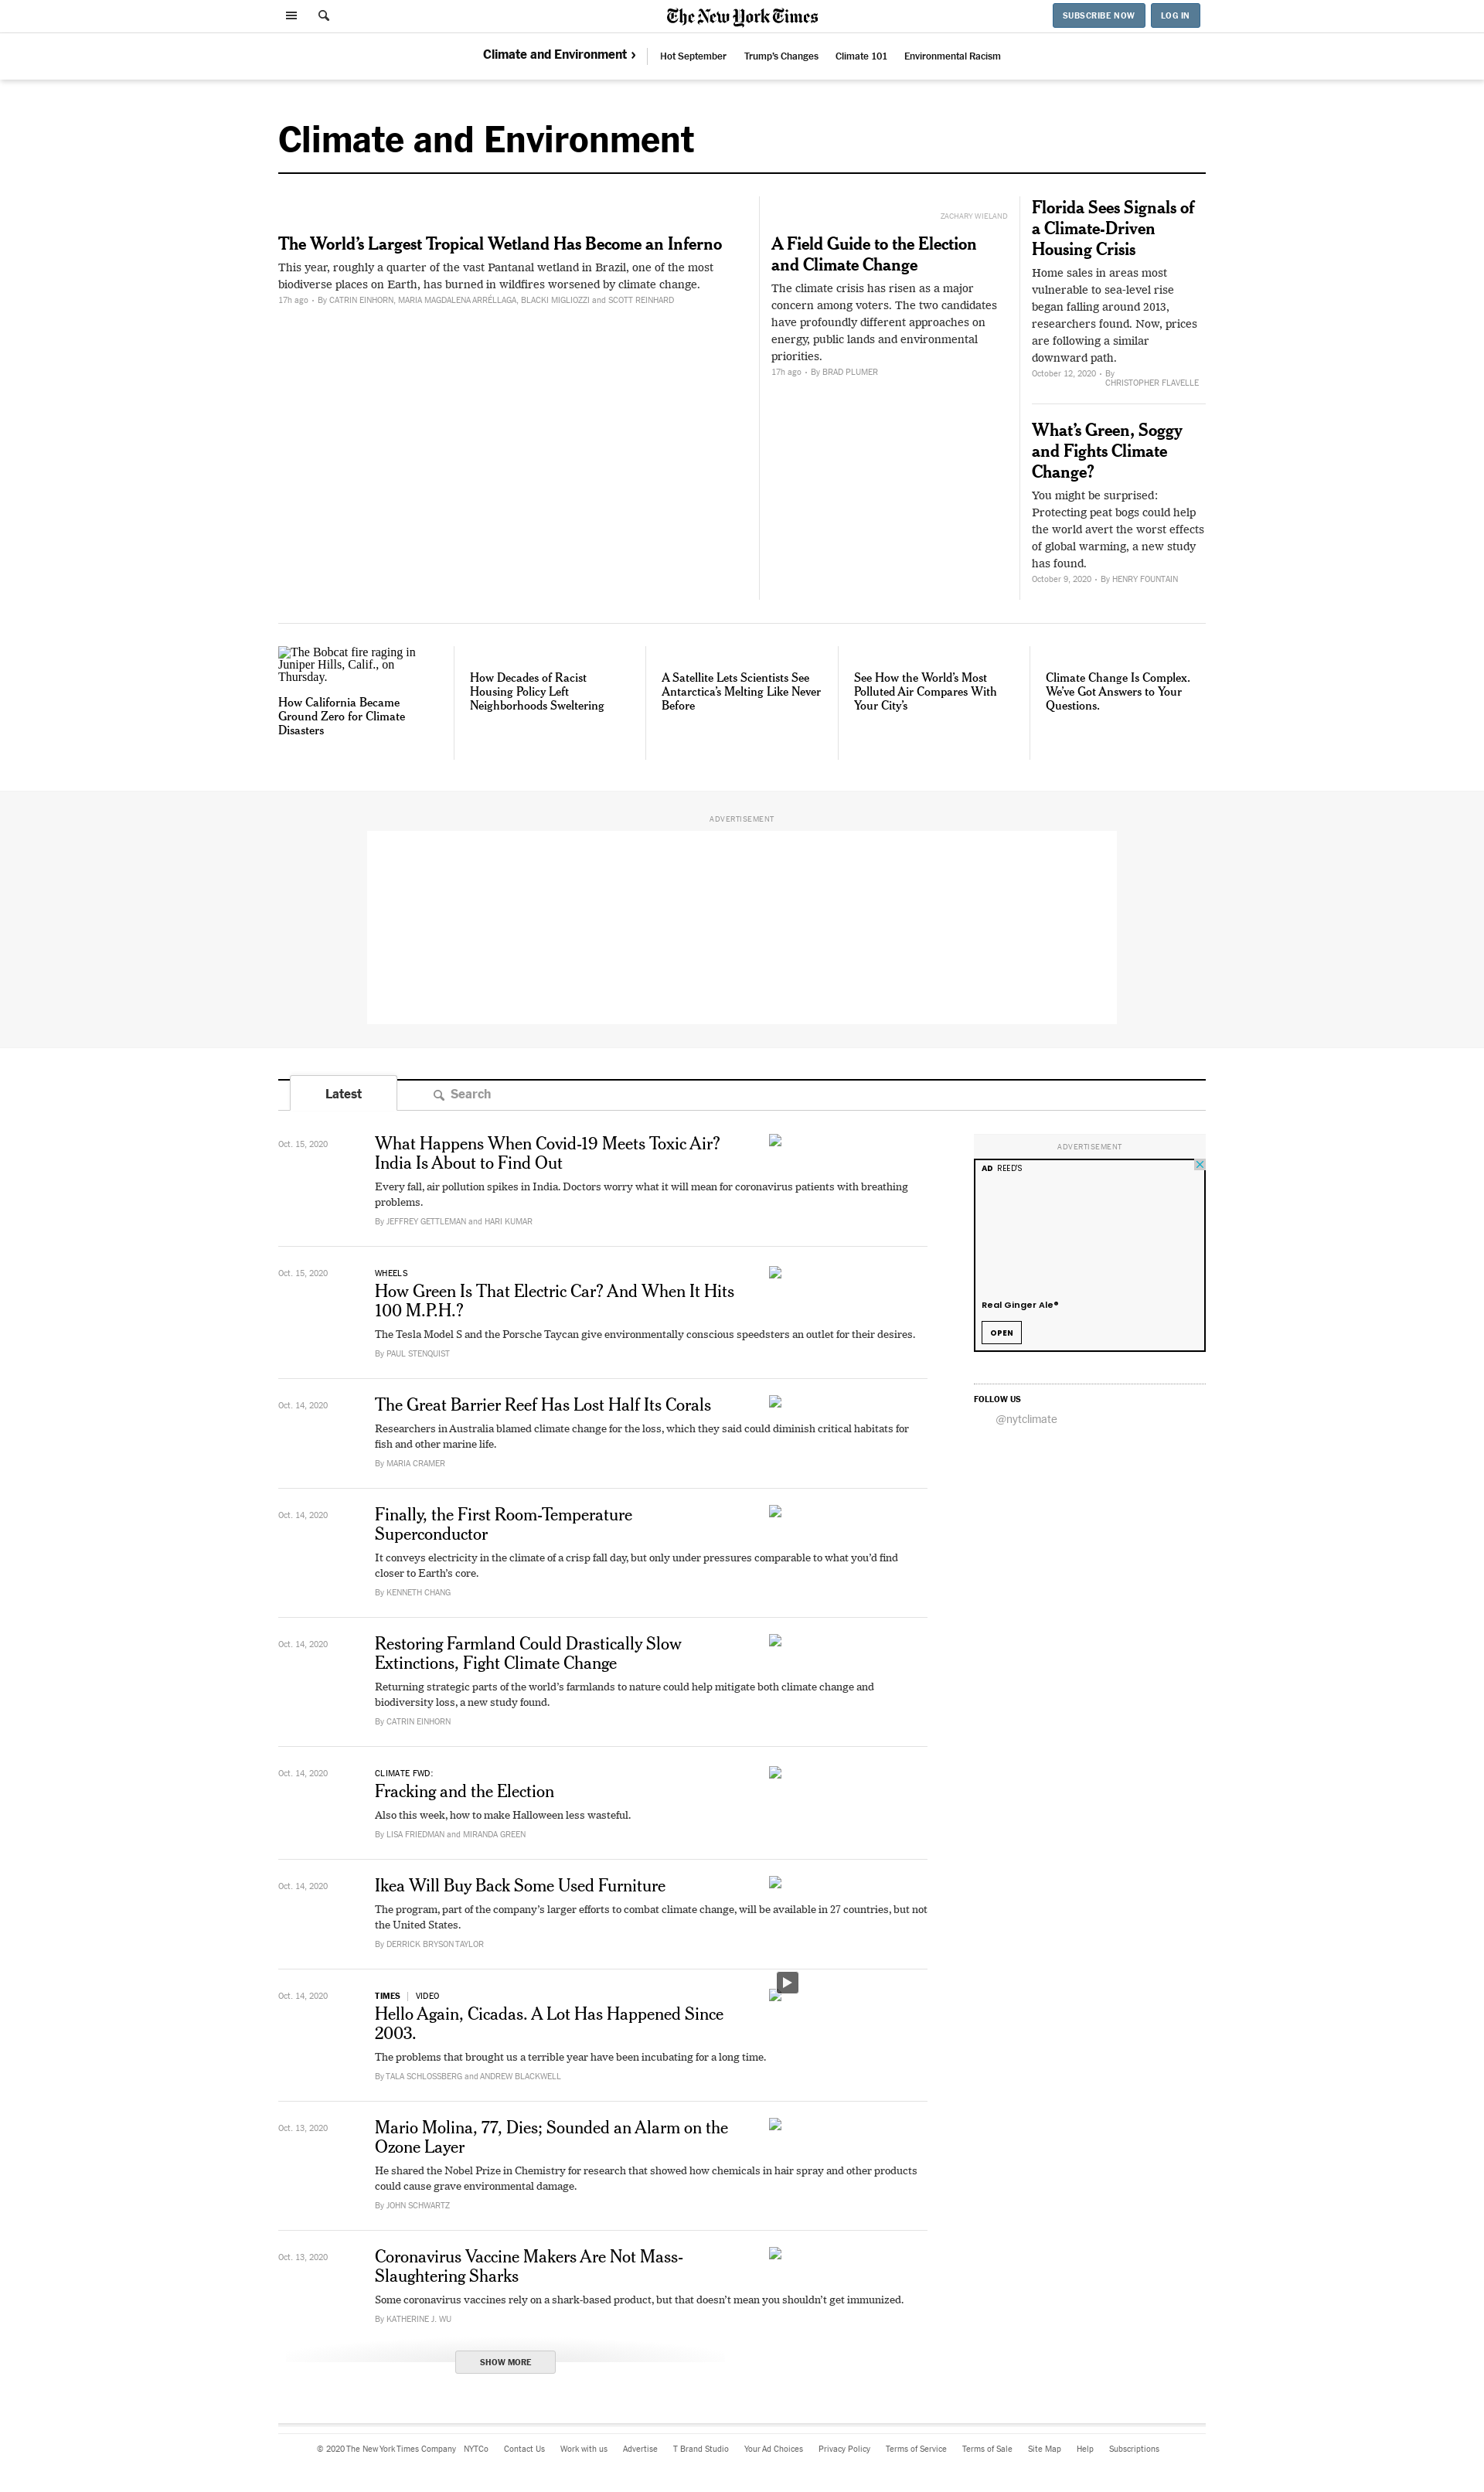 The New York Times
SUBSCRIBE NOW
LOG IN
Climate and Environment ›
Hot September
Trump's Changes
Climate 101
Environmental Racism
Climate and Environment
The World's Largest Tropical Wetland Has Become an Inferno
This year, roughly a quarter of the vast Pantanal wetland in Brazil, one of the most
biodiverse places on Earth, has burned in wildfires worsened by climate change.
17h ago • By CATRIN EINHORN, MARIA MAGDALENA ARRÉLLAGA, BLACKI MIGLIOZZI and SCOTT REINHARD
ZACHARY WIELAND
A Field Guide to the Election
and Climate Change
The climate crisis has risen as a major
concern among voters. The two candidates
have profoundly different approaches on
energy, public lands and environmental
priorities.
17h ago • By BRAD PLUMER
Florida Sees Signals of
a Climate-Driven
Housing Crisis
Home sales in areas most
vulnerable to sea-level rise
began falling around 2013,
researchers found. Now, prices
are following a similar
downward path.
October 12, 2020 • By
CHRISTOPHER FLAVELLE
What's Green, Soggy
and Fights Climate
Change?
You might be surprised:
Protecting peat bogs could help
the world avert the worst effects
of global warming, a new study
has found.
October 9, 2020 • By HENRY FOUNTAIN
The Bobcat fire raging in
Juniper Hills, Calif., on
Thursday.
How California Became
Ground Zero for Climate
Disasters
How Decades of Racist
Housing Policy Left
Neighborhoods Sweltering
A Satellite Lets Scientists See
Antarctica's Melting Like Never
Before
See How the World's Most
Polluted Air Compares With
Your City's
Climate Change Is Complex.
We've Got Answers to Your
Questions.
ADVERTISEMENT
Latest
Search
Oct. 15, 2020
What Happens When Covid-19 Meets Toxic Air?
India Is About to Find Out
Every fall, air pollution spikes in India. Doctors worry what it will mean for coronavirus patients with breathing
problems.
By JEFFREY GETTLEMAN and HARI KUMAR
Oct. 15, 2020
WHEELS
How Green Is That Electric Car? And When It Hits
100 M.P.H.?
The Tesla Model S and the Porsche Taycan give environmentally conscious speedsters an outlet for their desires.
By PAUL STENQUIST
Oct. 14, 2020
The Great Barrier Reef Has Lost Half Its Corals
Researchers in Australia blamed climate change for the loss, which they said could diminish critical habitats for
fish and other marine life.
By MARIA CRAMER
Oct. 14, 2020
Finally, the First Room-Temperature
Superconductor
It conveys electricity in the climate of a crisp fall day, but only under pressures comparable to what you'd find
closer to Earth's core.
By KENNETH CHANG
Oct. 14, 2020
Restoring Farmland Could Drastically Slow
Extinctions, Fight Climate Change
Returning strategic parts of the world's farmlands to nature could help mitigate both climate change and
biodiversity loss, a new study found.
By CATRIN EINHORN
Oct. 14, 2020
CLIMATE FWD:
Fracking and the Election
Also this week, how to make Halloween less wasteful.
By LISA FRIEDMAN and MIRANDA GREEN
Oct. 14, 2020
Ikea Will Buy Back Some Used Furniture
The program, part of the company's larger efforts to combat climate change, will be available in 27 countries, but not
the United States.
By DERRICK BRYSON TAYLOR
Oct. 14, 2020
TIMES | VIDEO
Hello Again, Cicadas. A Lot Has Happened Since
2003.
The problems that brought us a terrible year have been incubating for a long time.
By TALA SCHLOSSBERG and ANDREW BLACKWELL
Oct. 13, 2020
Mario Molina, 77, Dies; Sounded an Alarm on the
Ozone Layer
He shared the Nobel Prize in Chemistry for research that showed how chemicals in hair spray and other products
could cause grave environmental damage.
By JOHN SCHWARTZ
Oct. 13, 2020
Coronavirus Vaccine Makers Are Not Mass-
Slaughtering Sharks
Some coronavirus vaccines rely on a shark-based product, but that doesn't mean you shouldn't get immunized.
By KATHERINE J. WU
SHOW MORE
ADVERTISEMENT
AD REED'S
Real Ginger Ale®
OPEN
FOLLOW US
@nytclimate
© 2020 The New York Times Company
NYTCo
Contact Us
Work with us
Advertise
T Brand Studio
Your Ad Choices
Privacy Policy
Terms of Service
Terms of Sale
Site Map
Help
Subscriptions